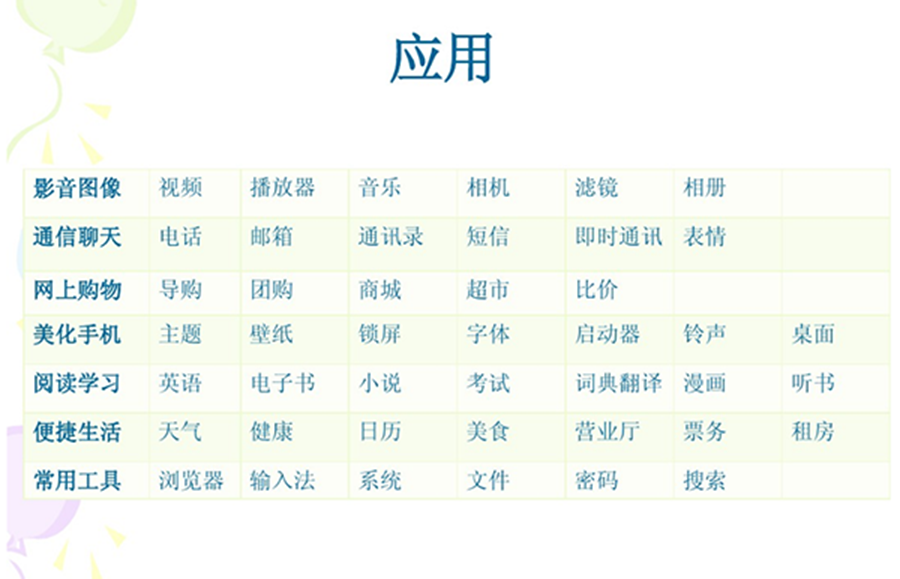 应用
影音图像 视频 播放器 音乐 相机 滤镜 相册
通信聊天 电话 邮箱 通讯录 短信 即时通讯 表情
网上购物 导购 团购 商城 超市 比价
美化手机 主题 壁纸 锁屏 字体 启动器 铃声 桌面
阅读学习 英语 电子书 小说 考试 词典翻译 漫画 听书
便捷生活 天气 健康 日历 美食 营业厅 票务 租房
常用工具 浏览器 输入法 系统 文件 密码 搜索